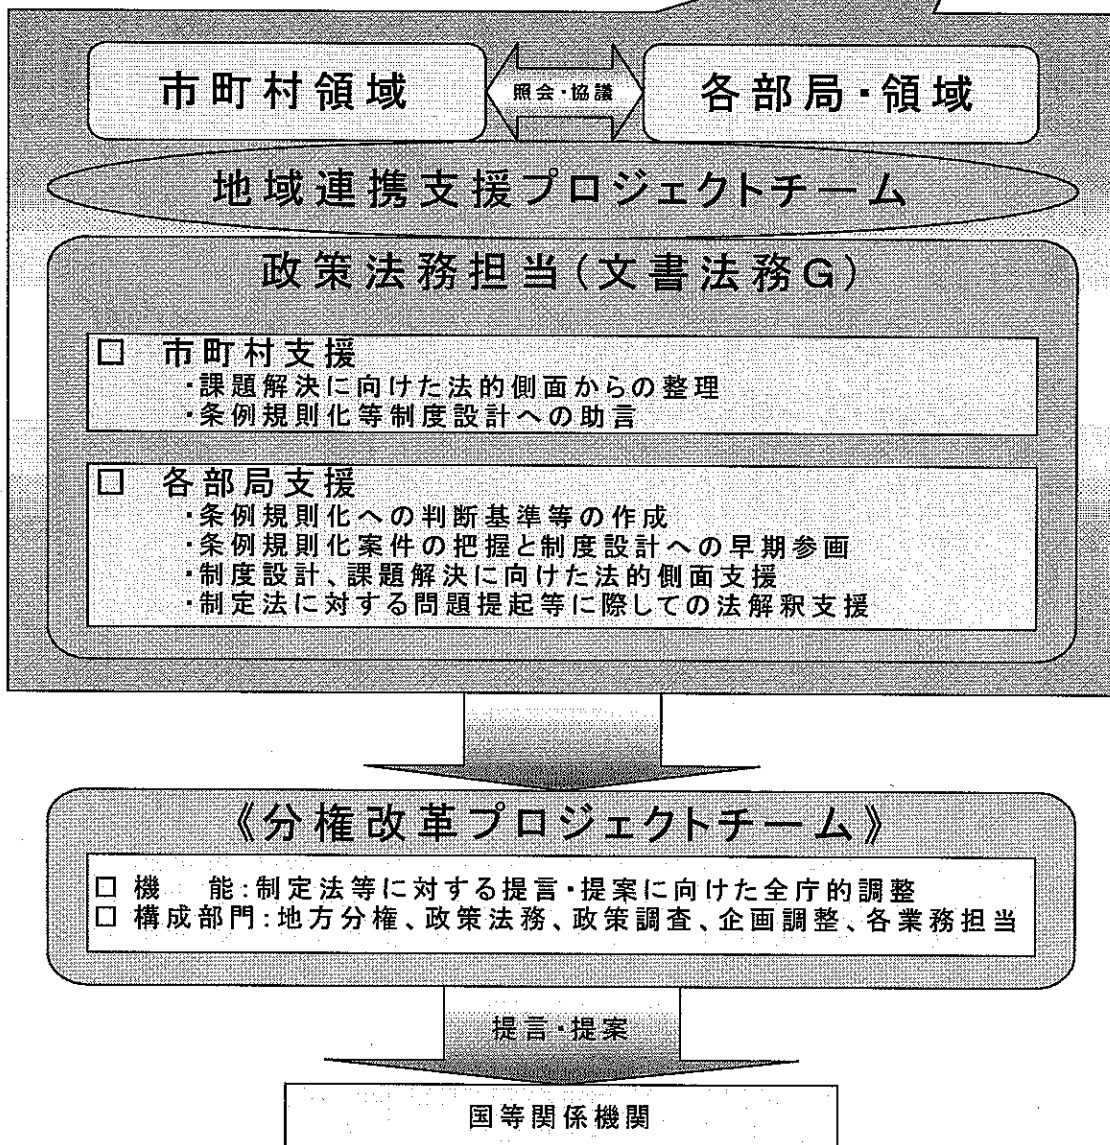 市町村領域
照会・協議
各部局・領域
地域連携支援プロジェクトチーム
政策法務担当(文書法務G)
□ 市町村支援
・課題解決に向けた法的側面からの整理
・条例規則化等制度設計への助言
□ 各部局支援
・条例規則化への判断基準等の作成
・条例規則化案件の把握と制度設計への早期参画
・制度設計、課題解決に向けた法的側面支援
・制定法に対する問題提起等に際しての法解釈支援
《分権改革プロジェクトチーム》
□ 機 能:制定法等に対する提言・提案に向けた全庁的調整
□ 構成部門:地方分権、政策法務、政策調査、企画調整、各業務担当
提言・提案
国等関係機関